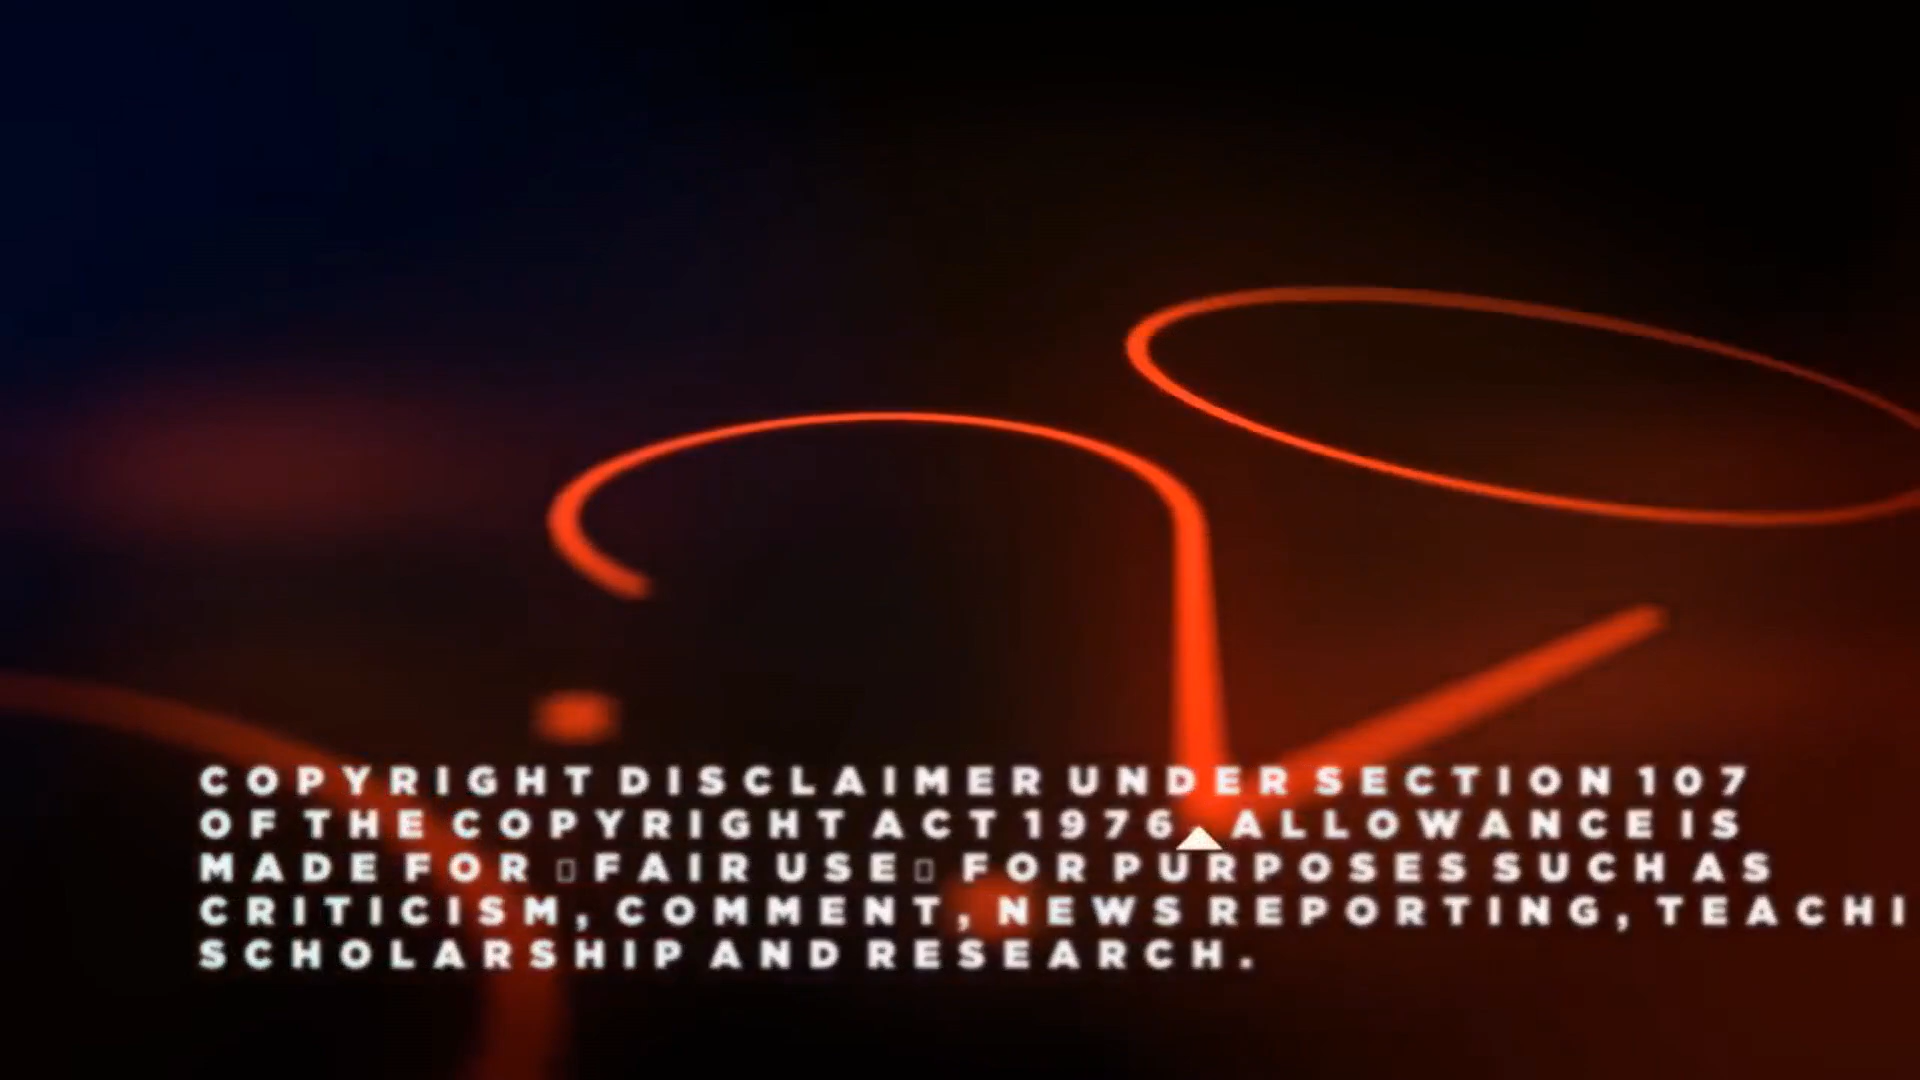 COPYRIGHT DISCLAIMER UNDER SECTION 107
OF THE COPYRIGHT ACT 1976, ALLOWANCE IS
MADE FOR ▯FAIR USE▯ FOR PURPOSES SUCH AS
CRITICISM, COMMENT, NEWS REPORTING, TEACHI
SCHOLARSHIP AND RESEARCH.